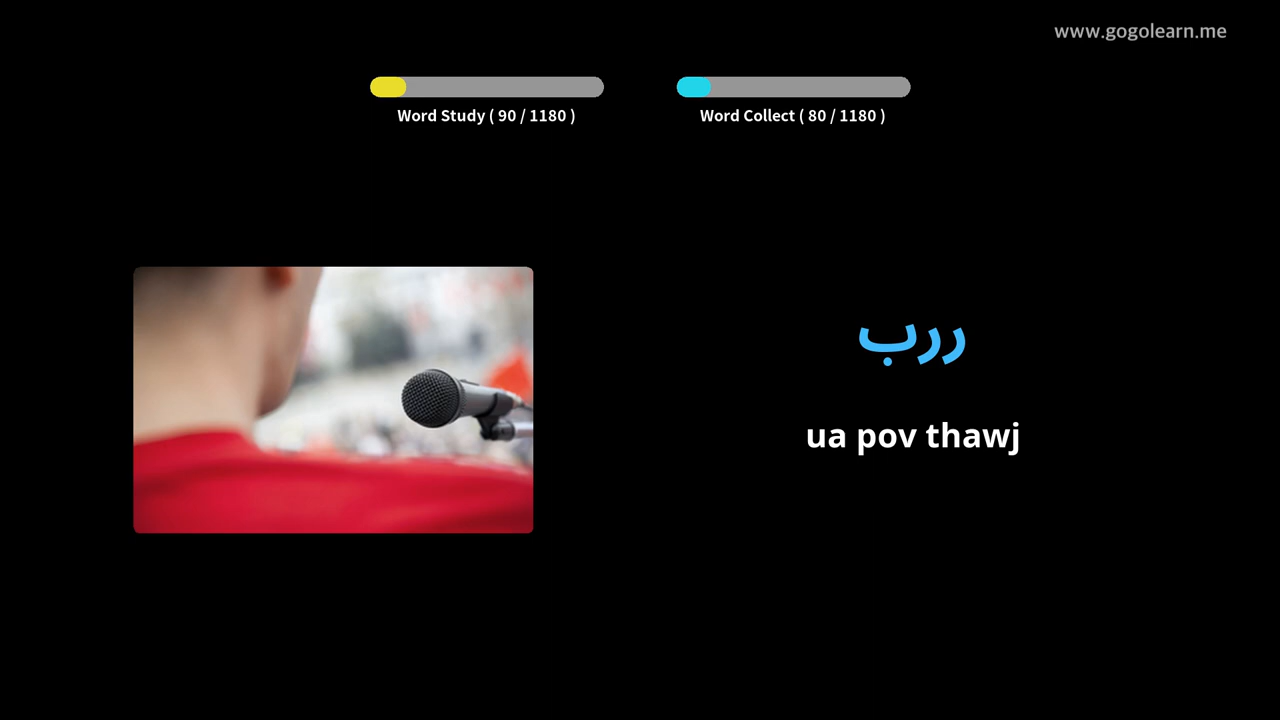 www.gogolearn.me
Word Study ( 90 / 1180 )
Word Collect ( 80 / 1180 )
ررب
ua pov thawj